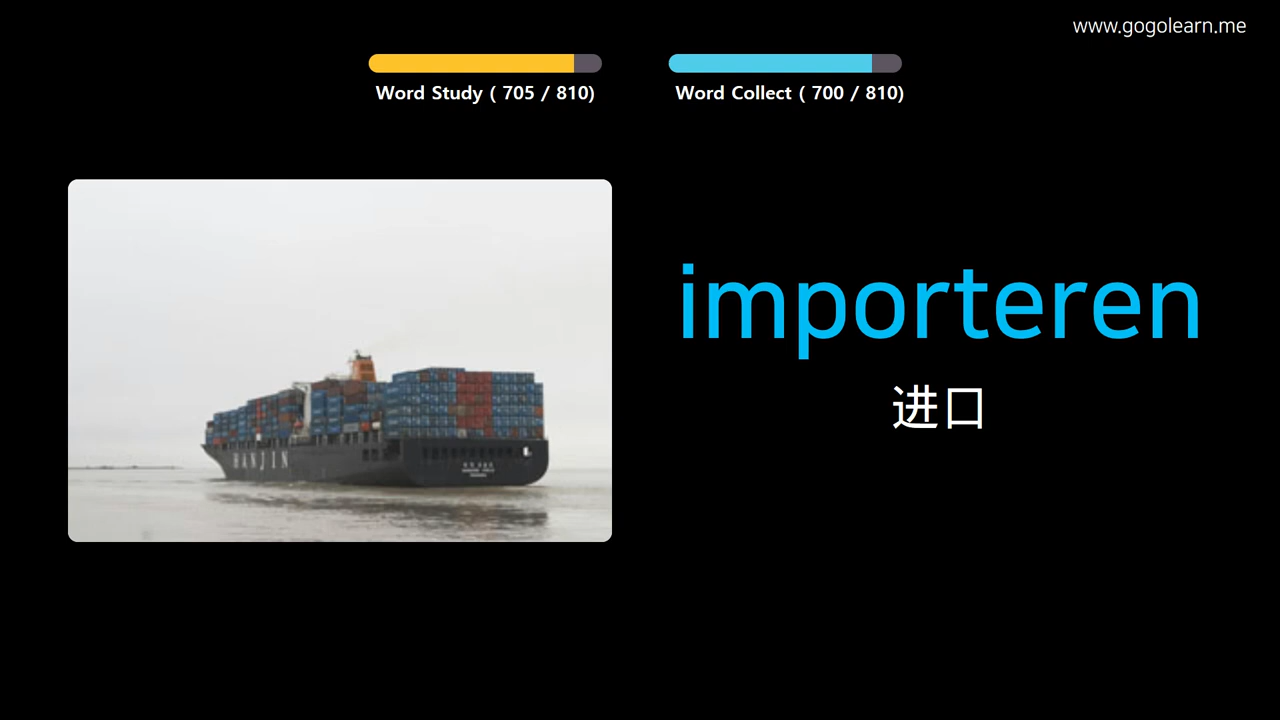 www.gogolearn.me
Word Study ( 705 / 810)
Word Collect ( 700 / 810)
importeren
进口
HANJIN